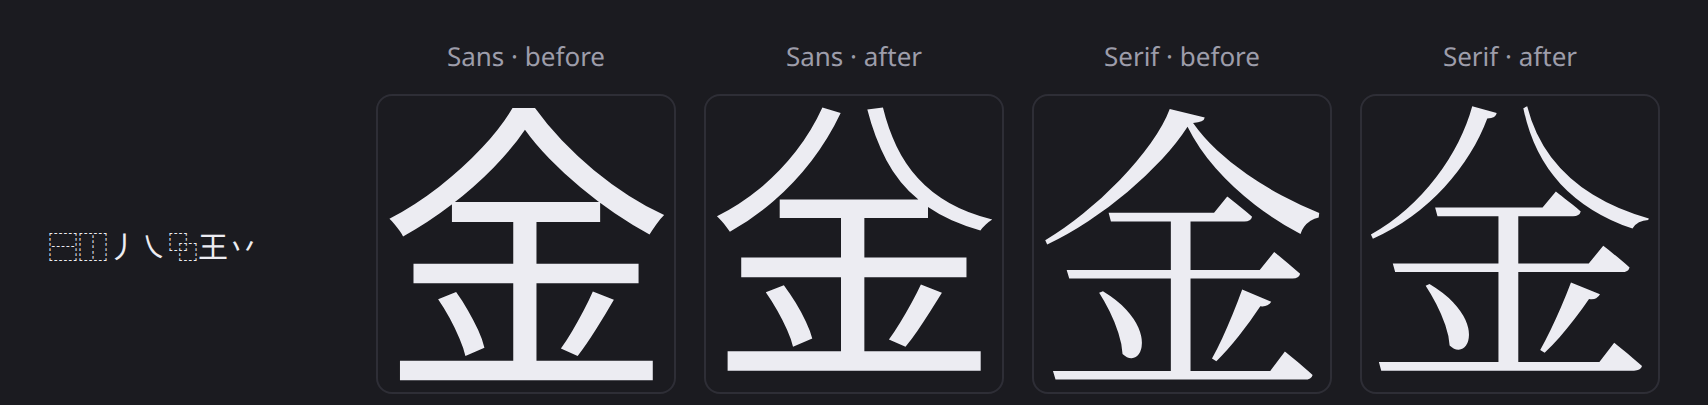 Sans · before
Sans · after
Serif · before
Serif · after
⿱⿰丿㇏⿻王丷
金
金
金
金